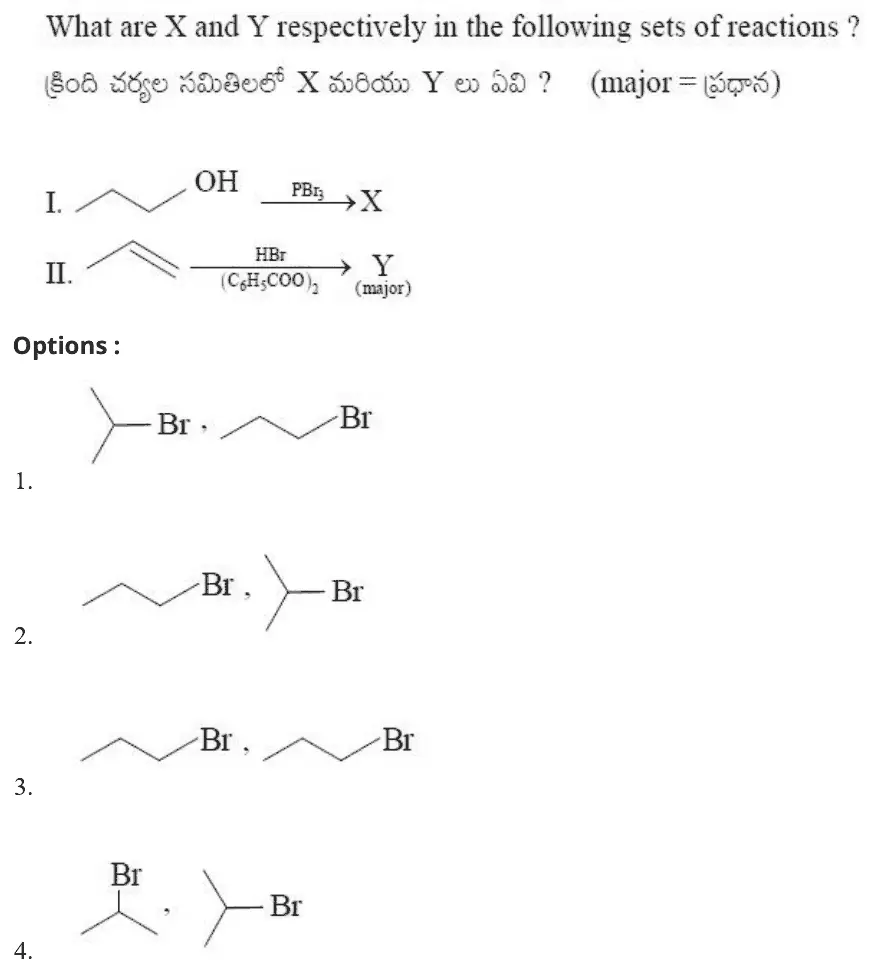 What are X and Y respectively in the following sets of reactions ?
క్రింది చర్యల సమితిలలో X మరియు Y లు ఏవి ? (major = ప్రధాన)
I. OH PBr₃ X
II. HBr (C₆H₅COO)₂ Y (major)
Options :
1. Br , Br
2. Br , Br
3. Br , Br
4. Br , Br